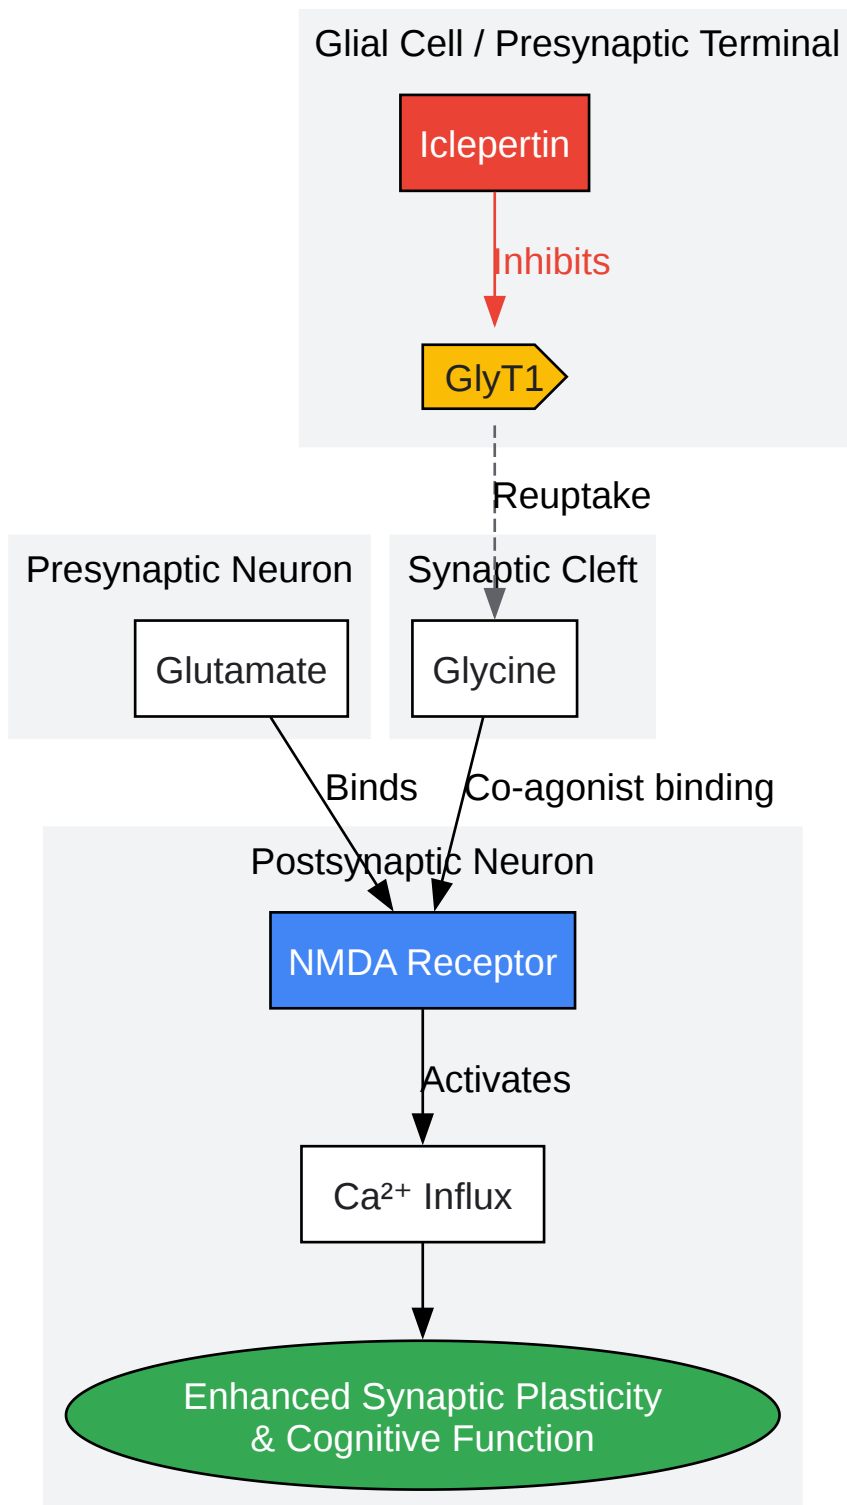 Glial Cell / Presynaptic Terminal
Iclepertin
Inhibits
GlyT1
Reuptake
Presynaptic Neuron
Synaptic Cleft
Glutamate
Glycine
Binds
Co-agonist binding
Postsynaptic Neuron
NMDA Receptor
Activates
Ca²⁺ Influx
Enhanced Synaptic Plasticity
& Cognitive Function